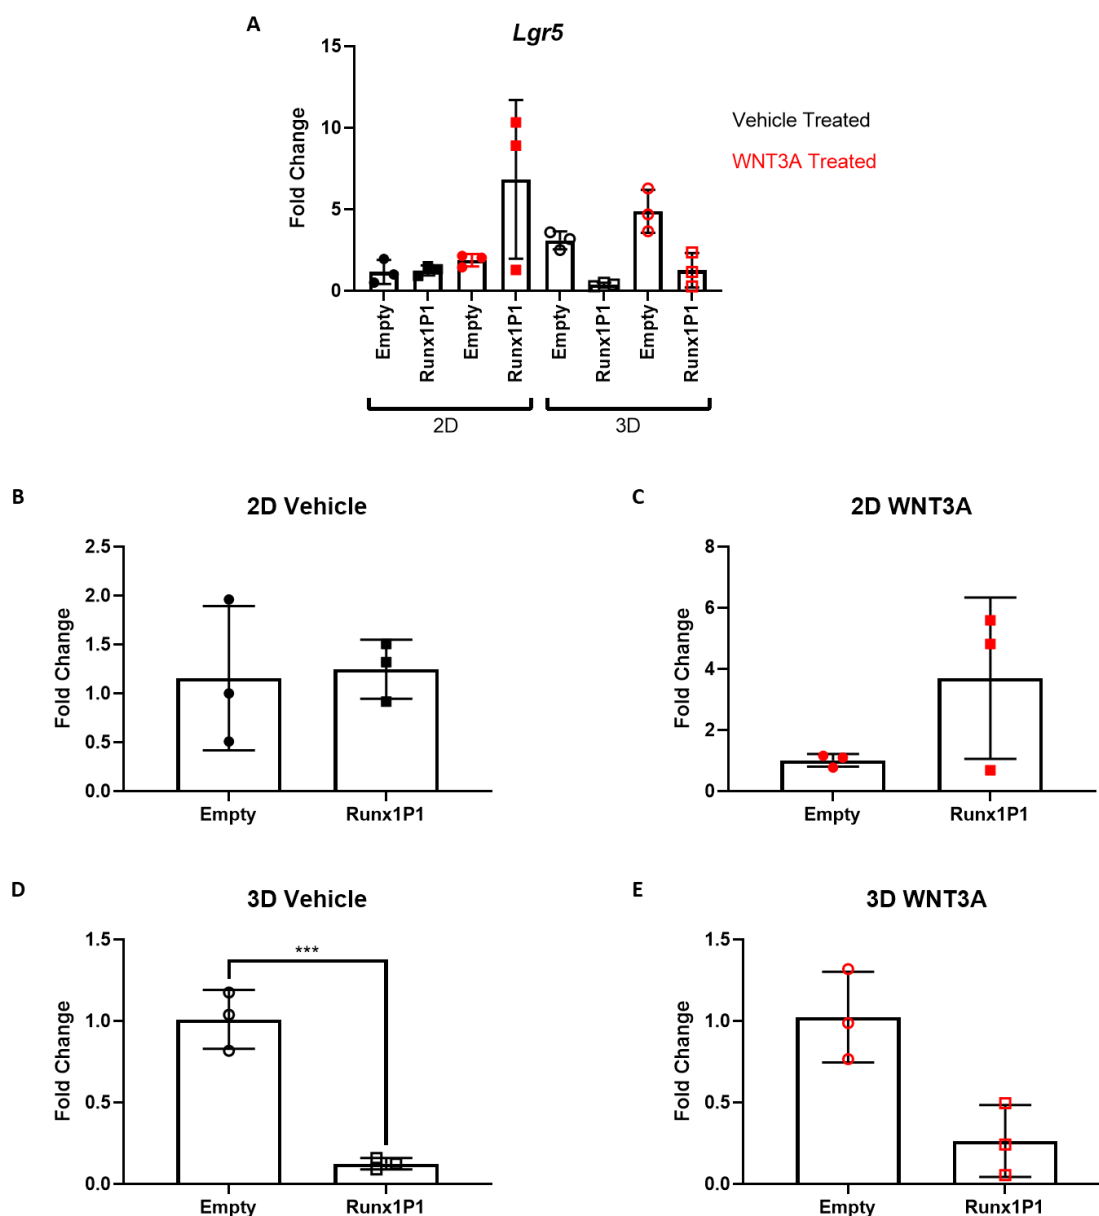 A
Lgr5
Fold Change
15
10
5
0
Vehicle Treated
WNT3A Treated
Empty
Runx1P1
Empty
Runx1P1
Empty
Runx1P1
Empty
Runx1P1
2D
3D
B
2D Vehicle
Fold Change
2.5
2.0
1.5
1.0
0.5
0.0
Empty
Runx1P1
C
2D WNT3A
Fold Change
8
6
4
2
0
Empty
Runx1P1
D
3D Vehicle
Fold Change
1.5
1.0
0.5
0.0
***
Empty
Runx1P1
E
3D WNT3A
Fold Change
1.5
1.0
0.5
0.0
Empty
Runx1P1